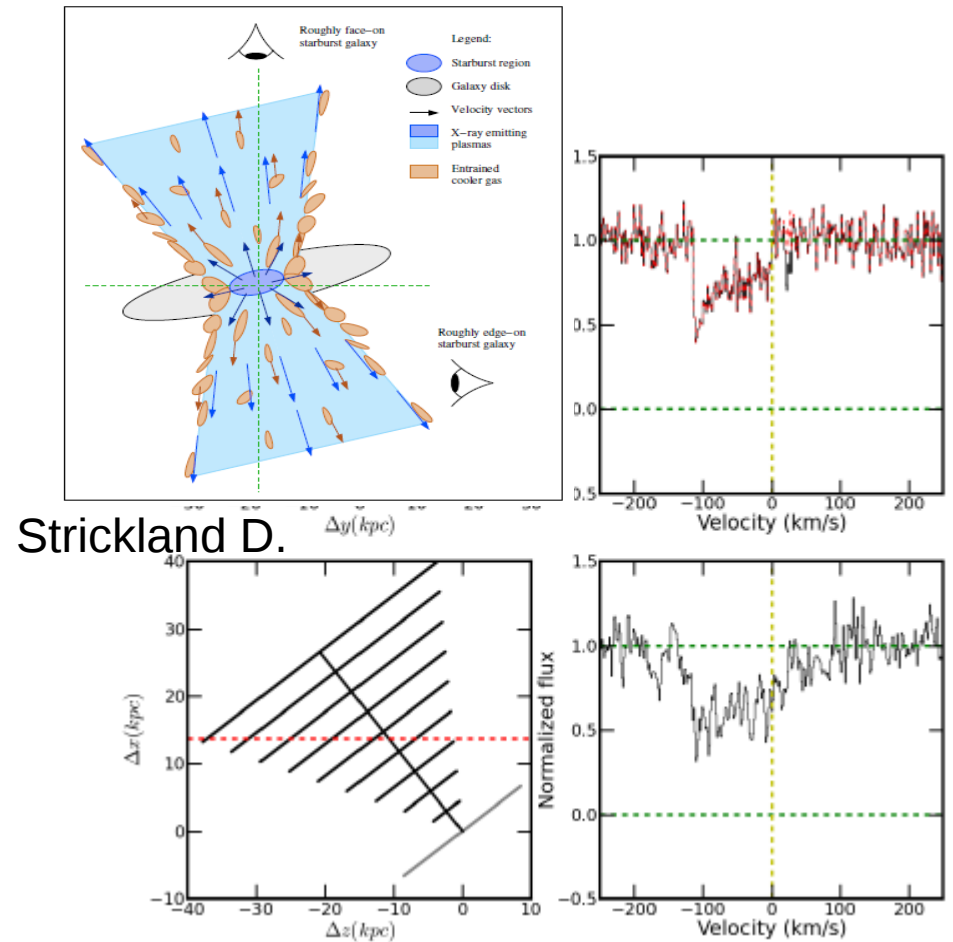 Roughly face−on
starburst galaxy
Legend:
Starburst region
Galaxy disk
Velocity vectors
X−ray emitting
plasmas
Entrained
cooler gas
Roughly edge−on
starburst galaxy
1.5
1.0
0.5
0.0
0.5
−200 −100 0 100 200
Velocity (km/s)
Δy(kpc)
Strickland D.
40
30
20
10
0
−10
Δx(kpc)
−40 −30 −20 −10 0 10
Δz(kpc)
1.5
1.0
0.5
0.0
−0.5
Normalized flux
−200 −100 0 100 200
Velocity (km/s)